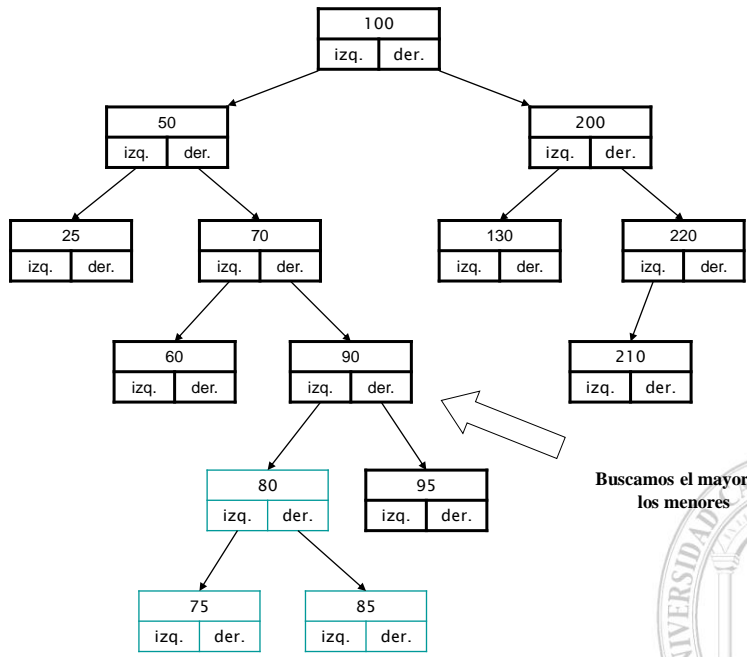 100
izq. der.
50
izq. der.
200
izq. der.
25
izq. der.
70
izq. der.
130
izq. der.
220
izq. der.
60
izq. der.
90
izq. der.
210
izq. der.
80
izq. der.
95
izq. der.
Buscamos el mayor
los menores
75
izq. der.
85
izq. der.